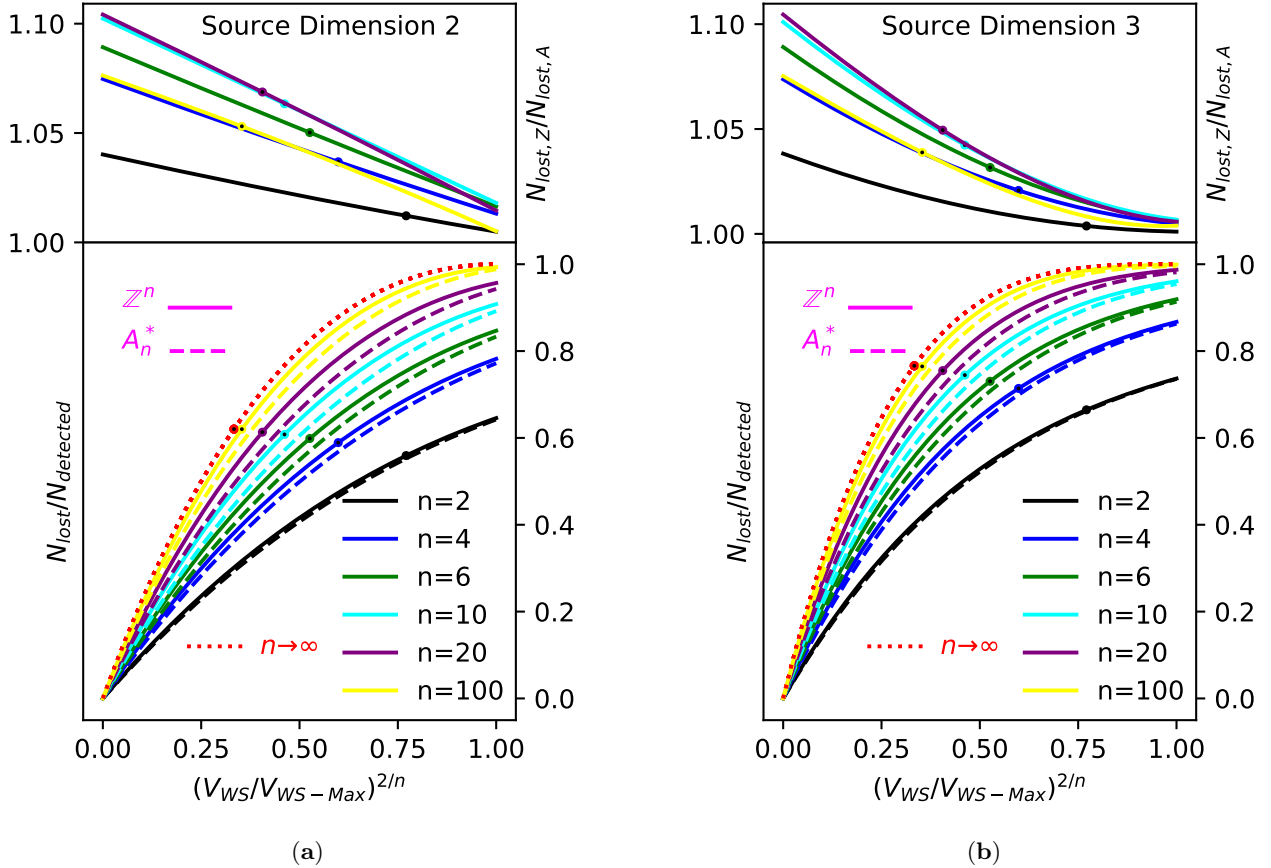 Source Dimension 2
1.10
1.05
1.00
N_{lost,Z}/N_{lost,A}
ℤ^n
A_n^*
N_{lost}/N_{detected}
1.0
0.8
0.6
0.4
0.2
0.0
n=2
n=4
n=6
n=10
n=20
n=100
n→∞
0.00 0.25 0.50 0.75 1.00
(V_{WS}/V_{WS-Max})^{2/n}
(a)
Source Dimension 3
1.10
1.05
1.00
N_{lost,Z}/N_{lost,A}
ℤ^n
A_n^*
N_{lost}/N_{detected}
1.0
0.8
0.6
0.4
0.2
0.0
n=2
n=4
n=6
n=10
n=20
n=100
n→∞
0.00 0.25 0.50 0.75 1.00
(V_{WS}/V_{WS-Max})^{2/n}
(b)